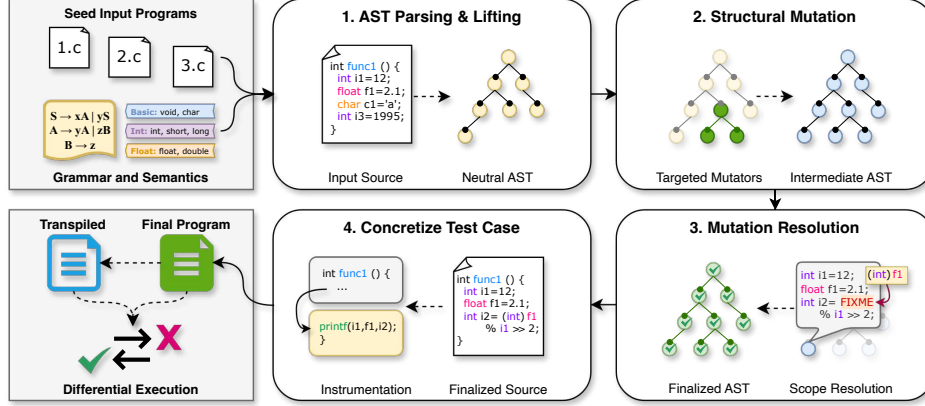 Seed Input Programs
1.c
2.c
3.c
S → xA | yS
A → yA | zB
B → z
Basic: void, char
Int: int, short, long
Float: float, double
Grammar and Semantics
1. AST Parsing & Lifting
int func1 () {
int i1=12;
float f1=2.1;
char c1='a';
int i3=1995;
}
Input Source
Neutral AST
2. Structural Mutation
Targeted Mutators
Intermediate AST
3. Mutation Resolution
int i1=12;
float f1=2.1;
int i2= FIXME
% i1 >> 2;
(int) f1
Finalized AST
Scope Resolution
4. Concretize Test Case
int func1 () {
...
printf(i1,f1,i2);
}
Instrumentation
func1 () {
int i1=12;
float f1=2.1;
int i2= (int) f1
% i1 >> 2;
}
Finalized Source
Transpiled
Final Program
Differential Execution